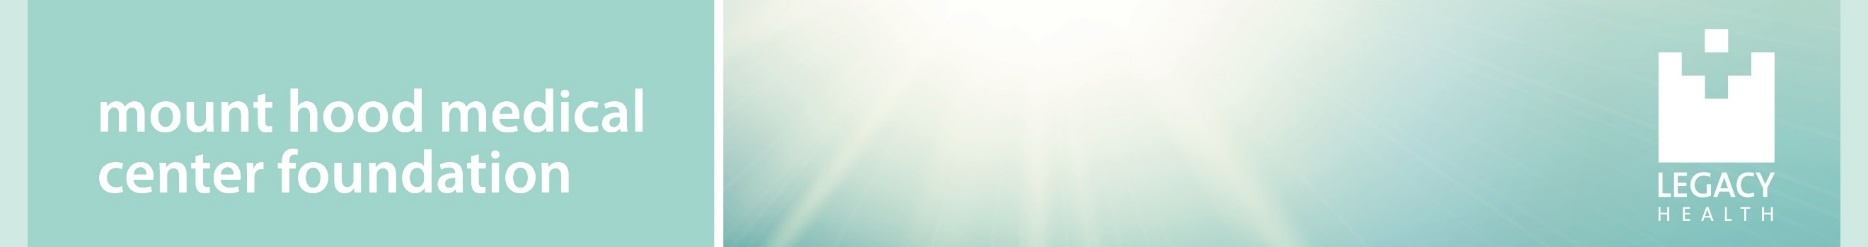 mount hood medical
center foundation
LEGACY
HEALTH